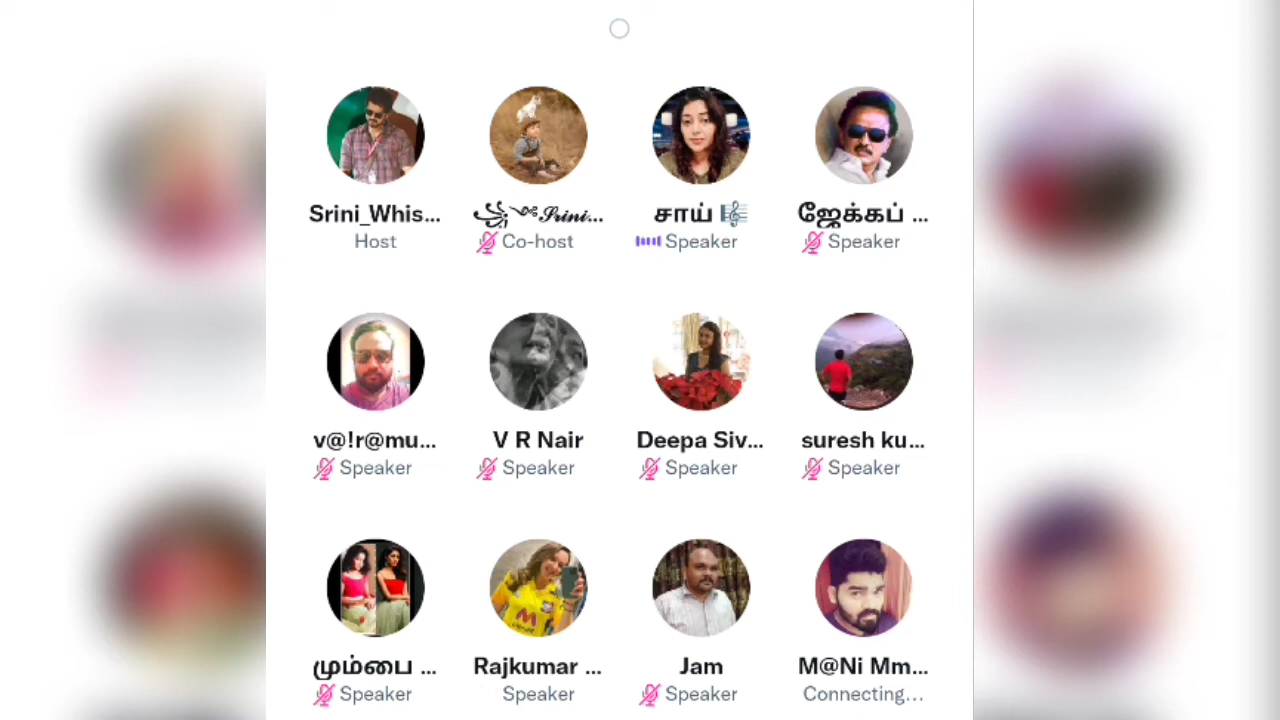 Srini_Whis... ꧁༺𝒮𝓇𝒾𝓃𝒾... சாய் 🎼 ஜேக்கப் ...
Host Co-host Speaker Speaker
v@!r@mu... V R Nair Deepa Siv... suresh ku...
Speaker Speaker Speaker Speaker
மும்பை ... Rajkumar ... Jam M@Ni Mm...
Speaker Speaker Speaker Connecting...